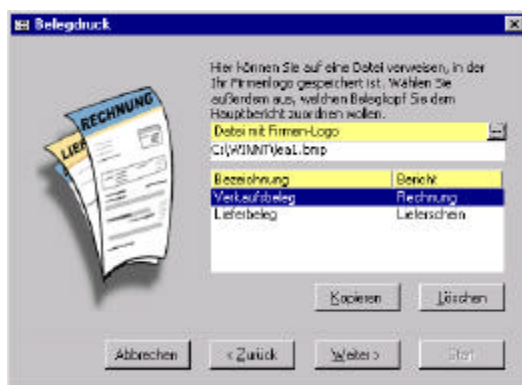 Belegdruck
Hier können Sie auf eine Datei verweisen, in der
Ihr Firmenlogo gespeichert ist. Wählen Sie
außerdem aus, welchen Belegkopf Sie dem
Hauptbericht zuordnen wollen.
RECHNUNG
LIEF
Datei mit Firmen-Logo ...
C:\WINNT\lea1.bmp
Bezeichnung Bericht
Verkaufsbeleg Rechnung
Lieferbeleg Lieferschein
Kopieren Löschen
Abbrechen < Zurück Weiter > Start